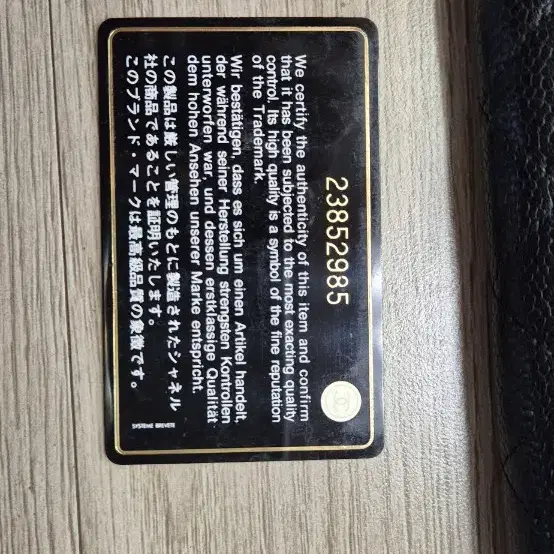 23852985
We certify the authenticity of this item and confirm
that it has been subjected to the most exacting quality
control. Its high quality is a symbol of the fine reputation
of the Trademark.
Wir bestätigen, dass es sich um einen Artikel handelt,
der während seiner Herstellung strengsten Kontrollen
unterworfen war, und dessen erstklassige Qualität
dem hohen Ansehen unserer Marke entspricht.
この製品は厳しい管理のもとに製造されたシャネル
社の商品であることを証明いたします。
このブランド・マークは最高級品質の象徴です。
SYSTEME BREVETE